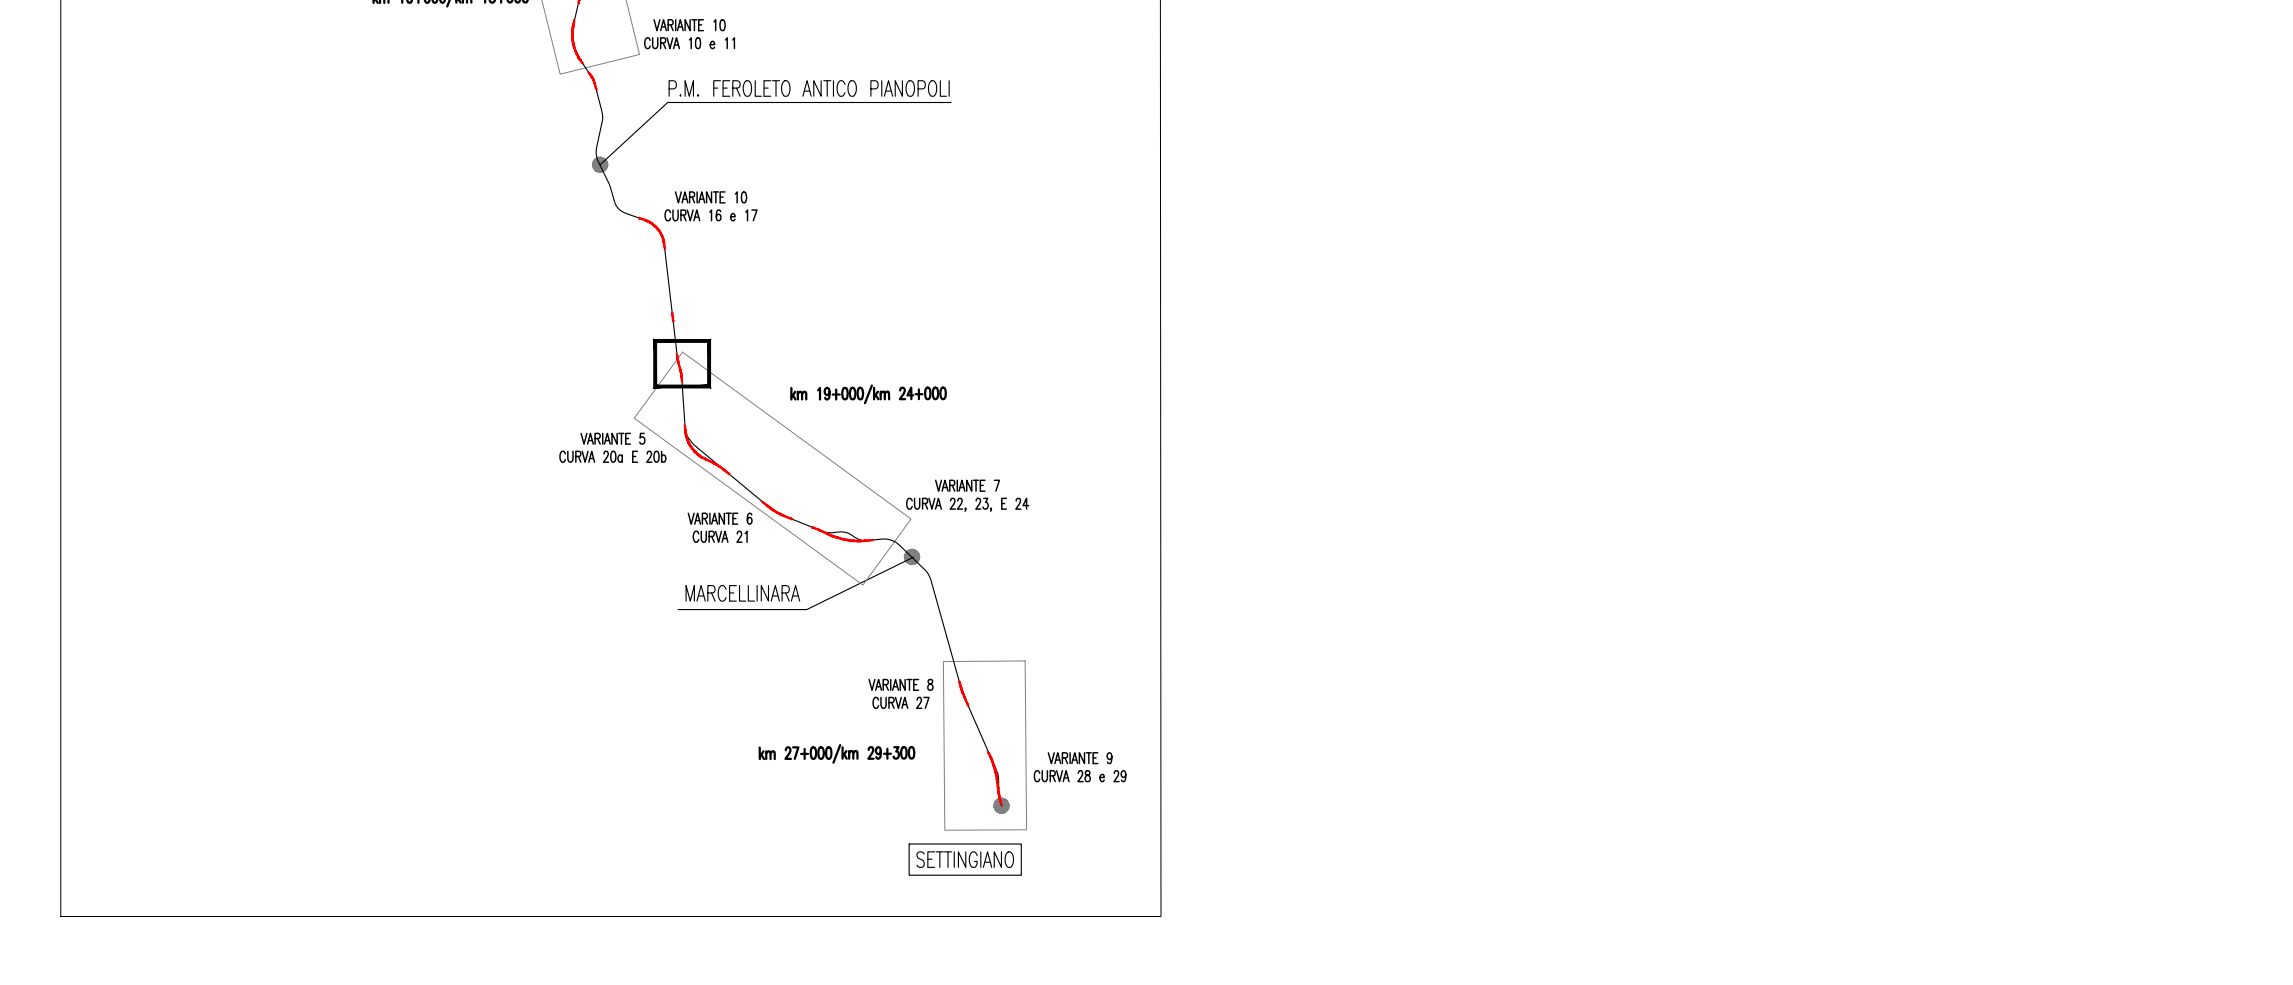 VARIANTE 10
CURVA 10 e 11
P.M. FEROLETO ANTICO PIANOPOLI
VARIANTE 10
CURVA 16 e 17
km 19+000/km 24+000
VARIANTE 5
CURVA 20a E 20b
VARIANTE 7
CURVA 22, 23, E 24
VARIANTE 6
CURVA 21
MARCELLINARA
VARIANTE 8
CURVA 27
km 27+000/km 29+300
VARIANTE 9
CURVA 28 e 29
SETTINGIANO